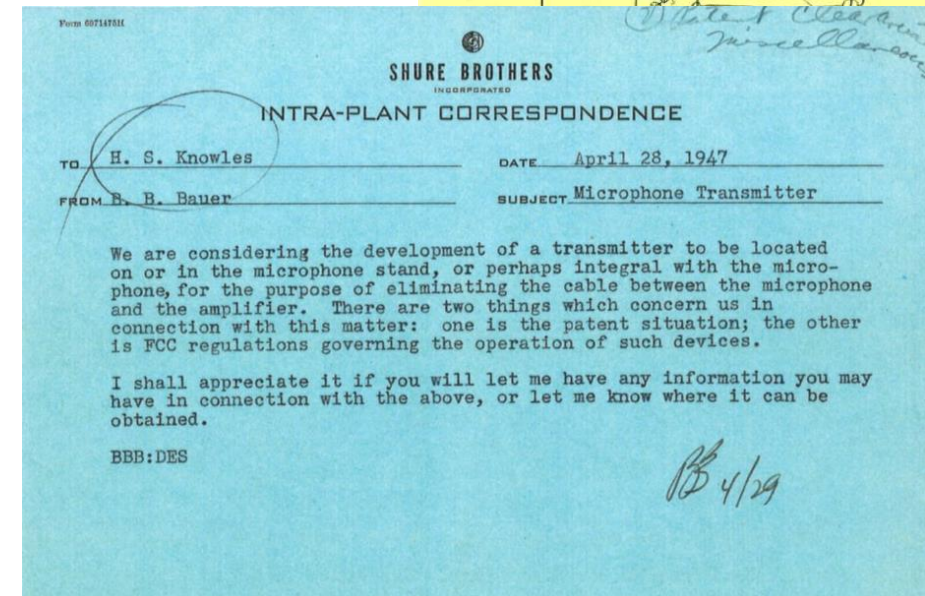 Form 607147811
Patent Clearance
Miscellaneous
SHURE BROTHERS
INCORPORATED
INTRA-PLANT CORRESPONDENCE
TO H. S. Knowles
DATE April 28, 1947
FROM B. B. Bauer
SUBJECT Microphone Transmitter
We are considering the development of a transmitter to be located
on or in the microphone stand, or perhaps integral with the micro-
phone, for the purpose of eliminating the cable between the microphone
and the amplifier. There are two things which concern us in
connection with this matter: one is the patent situation; the other
is FCC regulations governing the operation of such devices.
I shall appreciate it if you will let me have any information you may
have in connection with the above, or let me know where it can be
obtained.
BBB:DES
BB 4/29